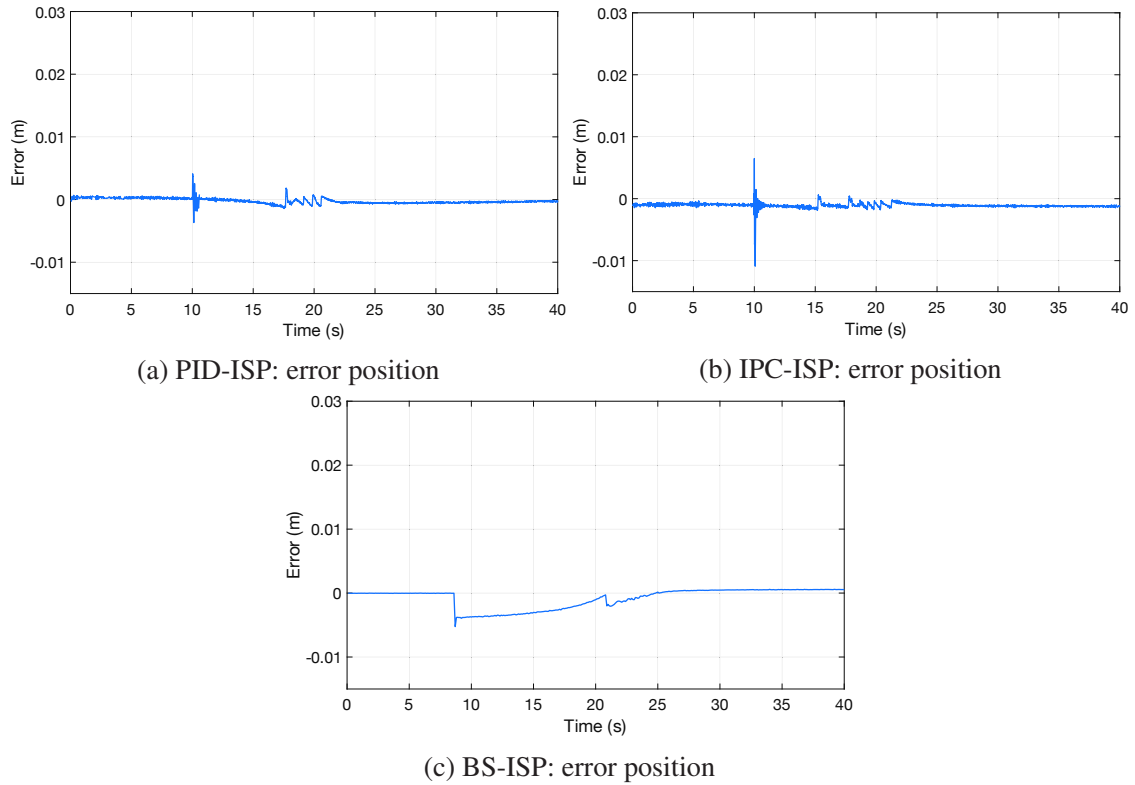 0.03
0.02
0.01
0
-0.01
Error (m)
0 5 10 15 20 25 30 35 40
Time (s)
(a) PID-ISP: error position
0.03
0.02
0.01
0
-0.01
Error (m)
0 5 10 15 20 25 30 35 40
Time (s)
(b) IPC-ISP: error position
0.03
0.02
0.01
0
-0.01
Error (m)
0 5 10 15 20 25 30 35 40
Time (s)
(c) BS-ISP: error position